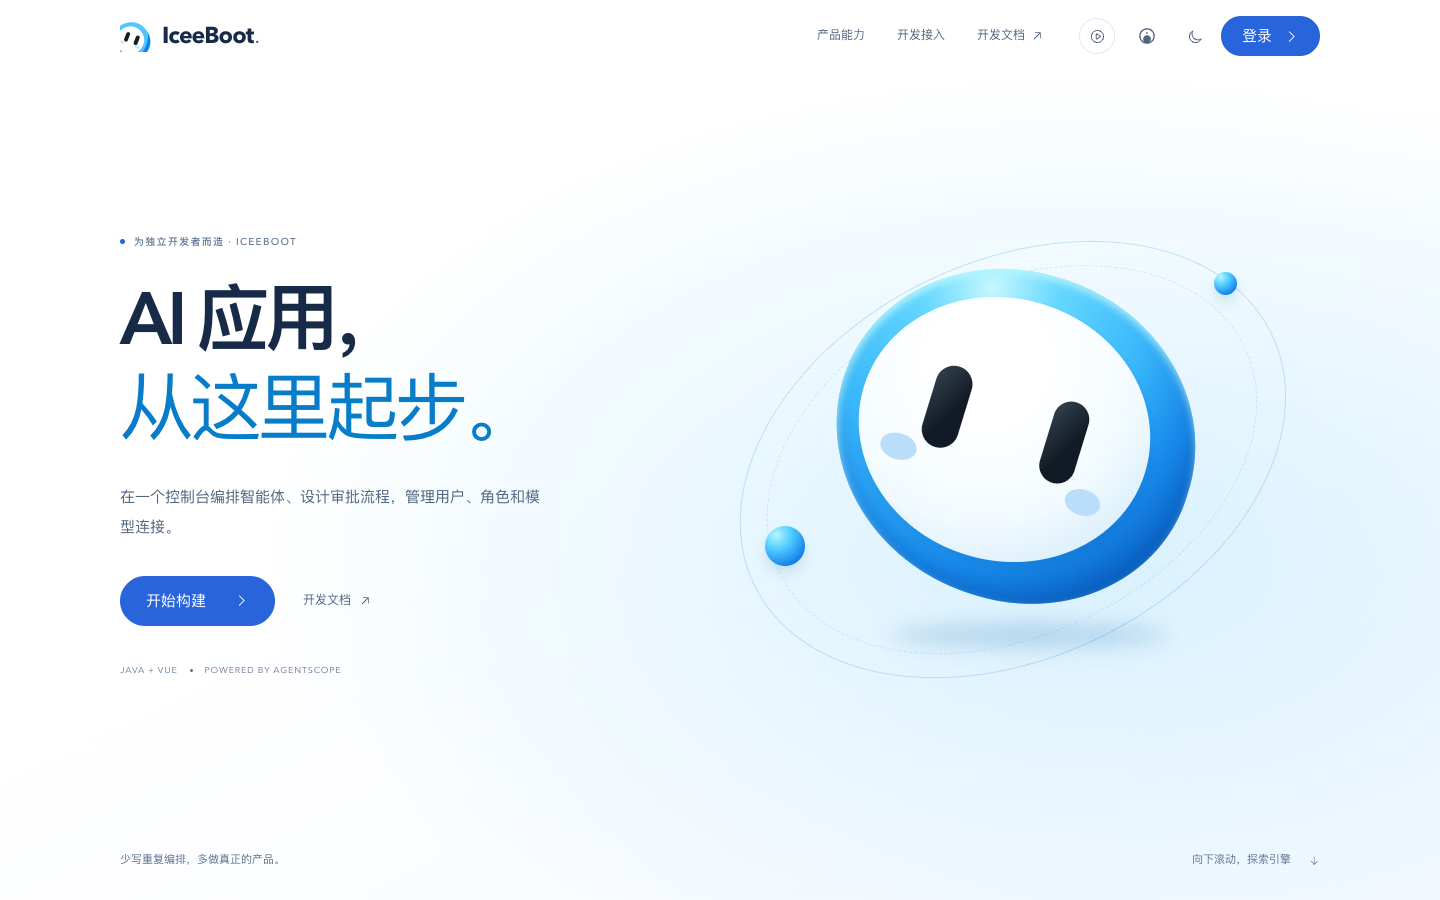 IceeBoot.
产品能力
开发接入
开发文档
登录
为独立开发者而造 · ICEEBOOT
AI 应用,
从这里起步。
在一个控制台编排智能体、设计审批流程，管理用户、角色和模
型连接。
开始构建
开发文档
JAVA + VUE • POWERED BY AGENTSCOPE
少写重复编排，多做真正的产品。
向下滚动，探索引擎